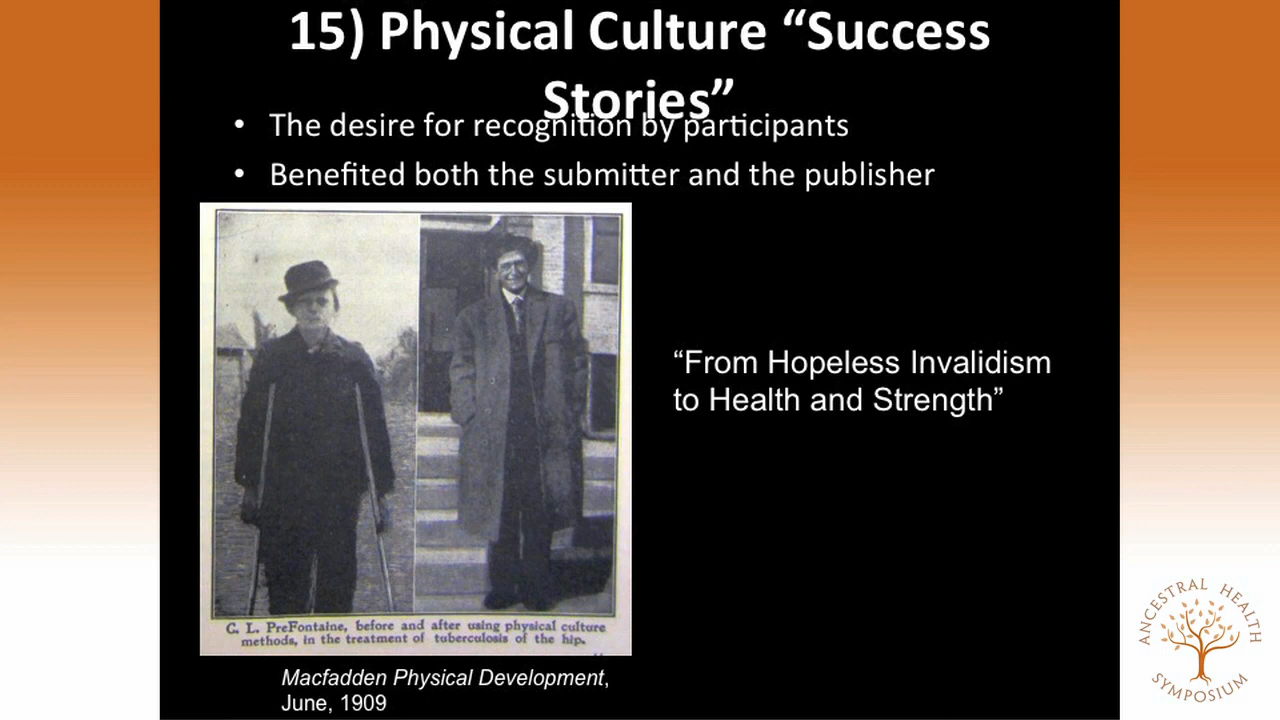 15) Physical Culture “Success
Stories”
• The desire for recognition by participants
• Benefited both the submitter and the publisher
“From Hopeless Invalidism
to Health and Strength”
C. L. PreFontaine, before and after using physical culture
methods, in the treatment of tuberculosis of the hip.
Macfadden Physical Development,
June, 1909
ANCESTRAL HEALTH
SYMPOSIUM